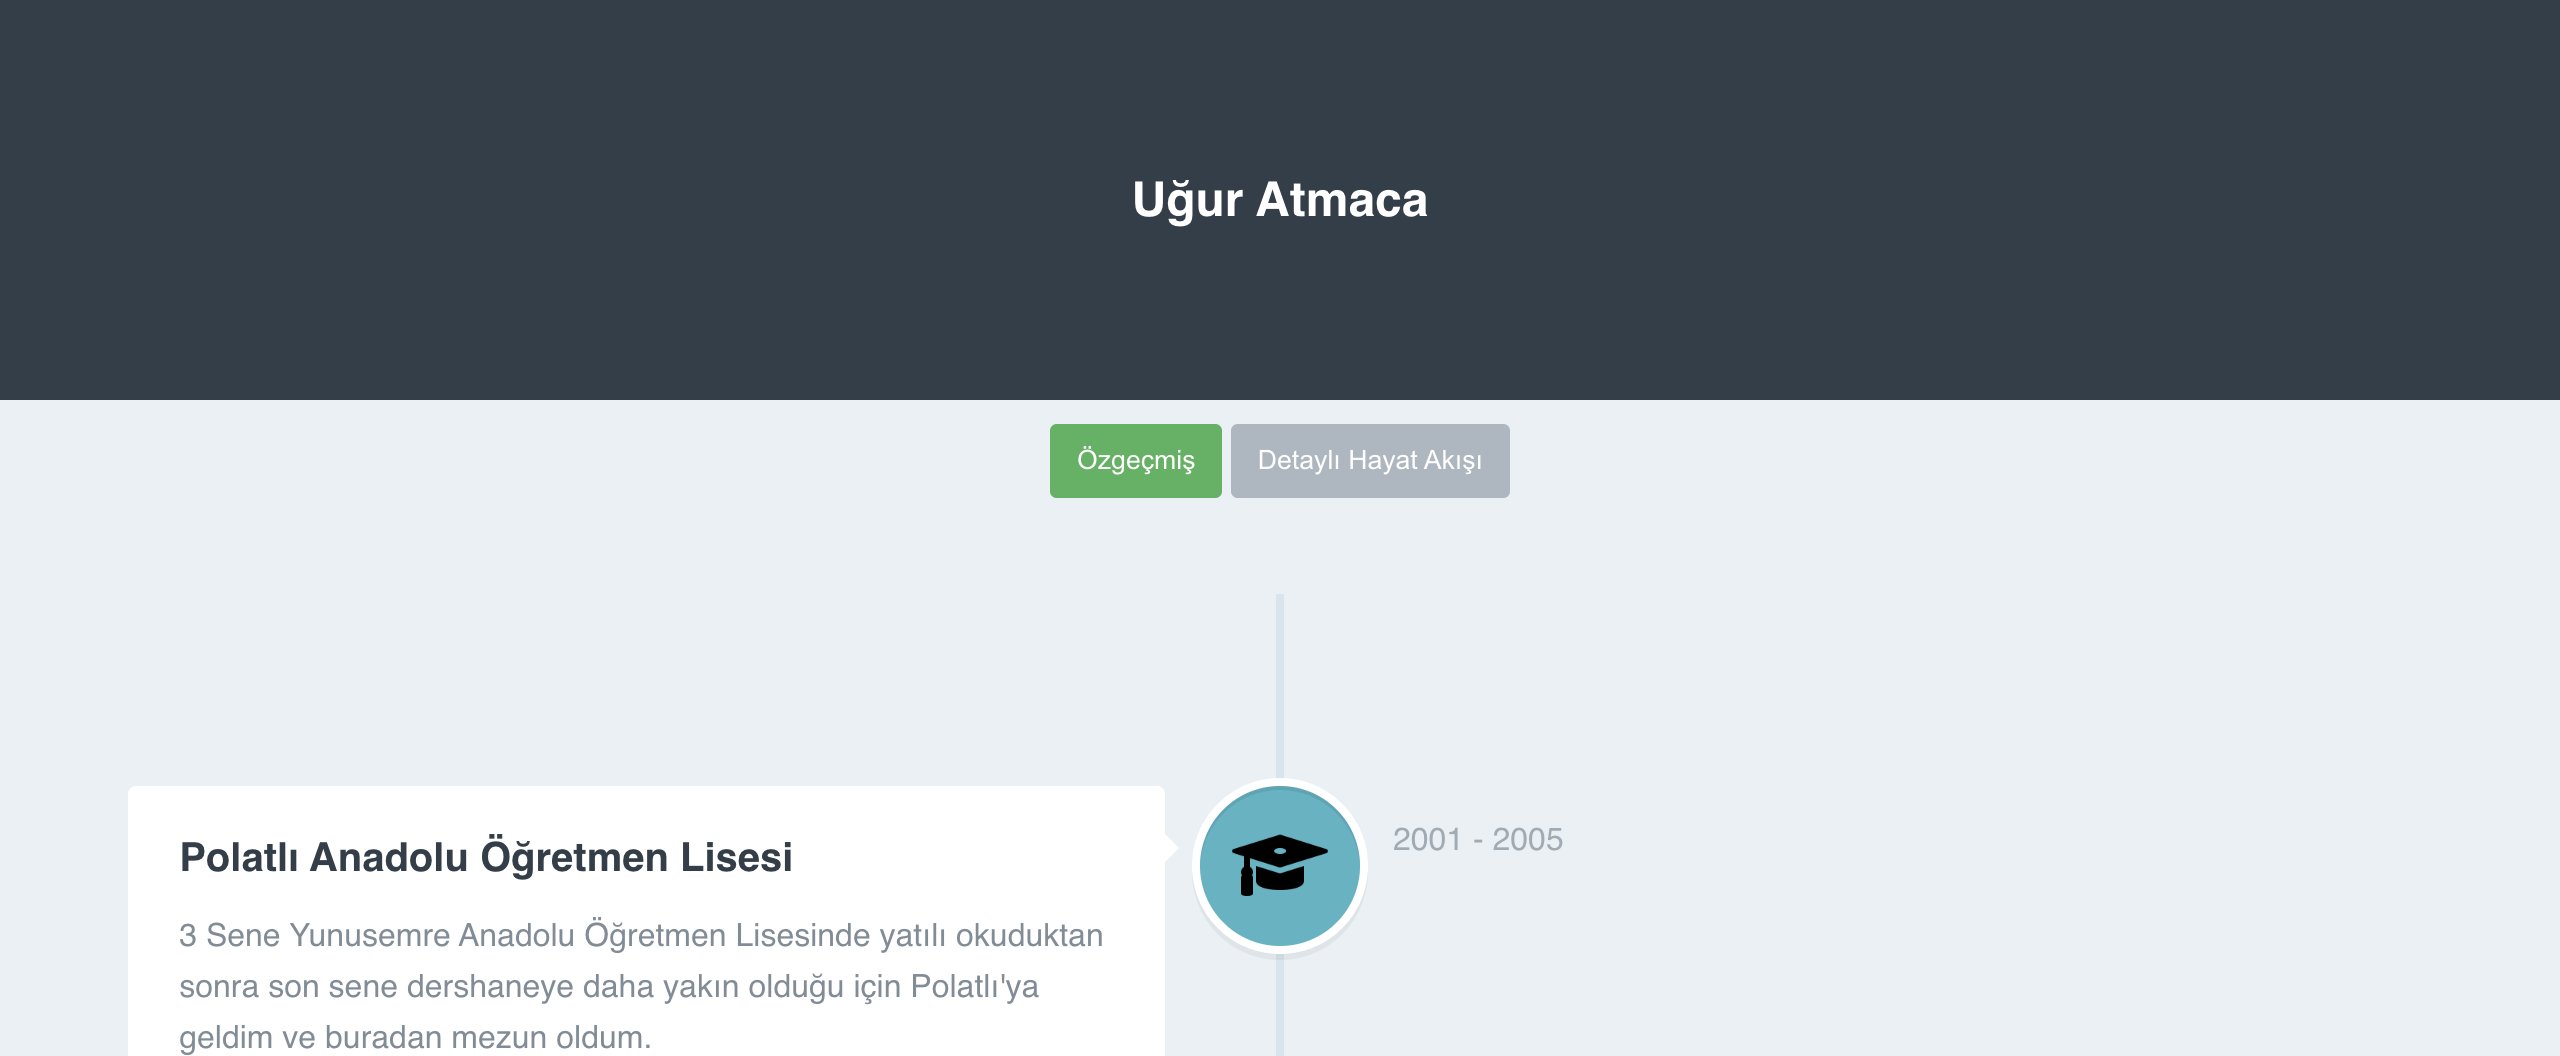 Uğur Atmaca
Özgeçmiş
Detaylı Hayat Akışı
Polatlı Anadolu Öğretmen Lisesi
2001 - 2005
3 Sene Yunusemre Anadolu Öğretmen Lisesinde yatılı okuduktan
sonra son sene dershaneye daha yakın olduğu için Polatlı'ya
geldim ve buradan mezun oldum.